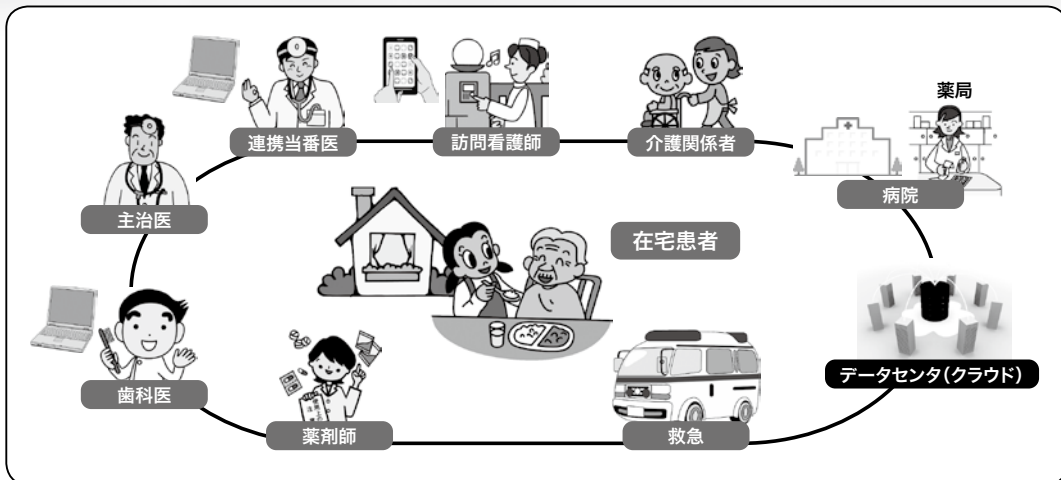 薬局
連携当番医
訪問看護師
介護関係者
病院
主治医
在宅患者
データセンタ(クラウド)
歯科医
薬剤師
救急